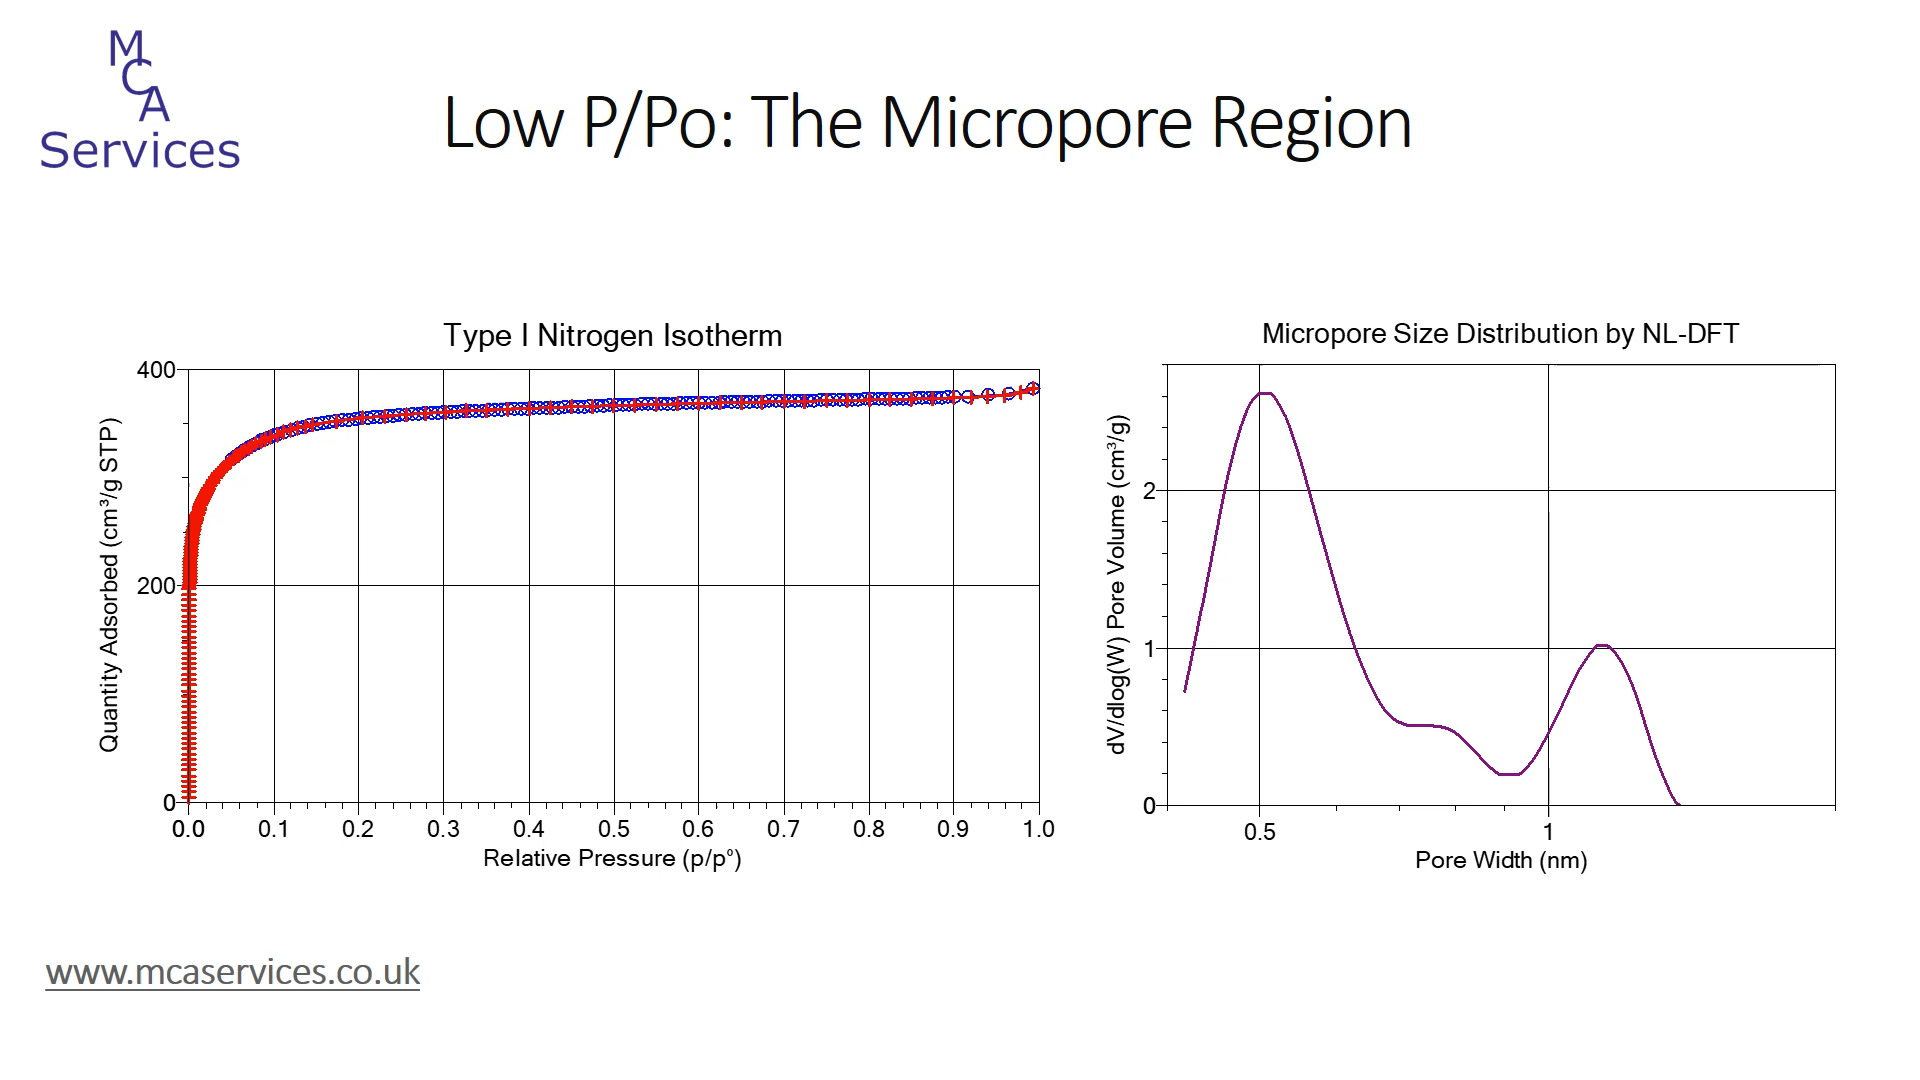 M
C
A
Services
Low P/Po: The Micropore Region
Type I Nitrogen Isotherm
Quantity Adsorbed (cm³/g STP)
400
200
0
0.0 0.1 0.2 0.3 0.4 0.5 0.6 0.7 0.8 0.9 1.0
Relative Pressure (p/p°)
Micropore Size Distribution by NL-DFT
dV/dlog(W) Pore Volume (cm³/g)
2
1
0
0.5 1
Pore Width (nm)
www.mcaservices.co.uk